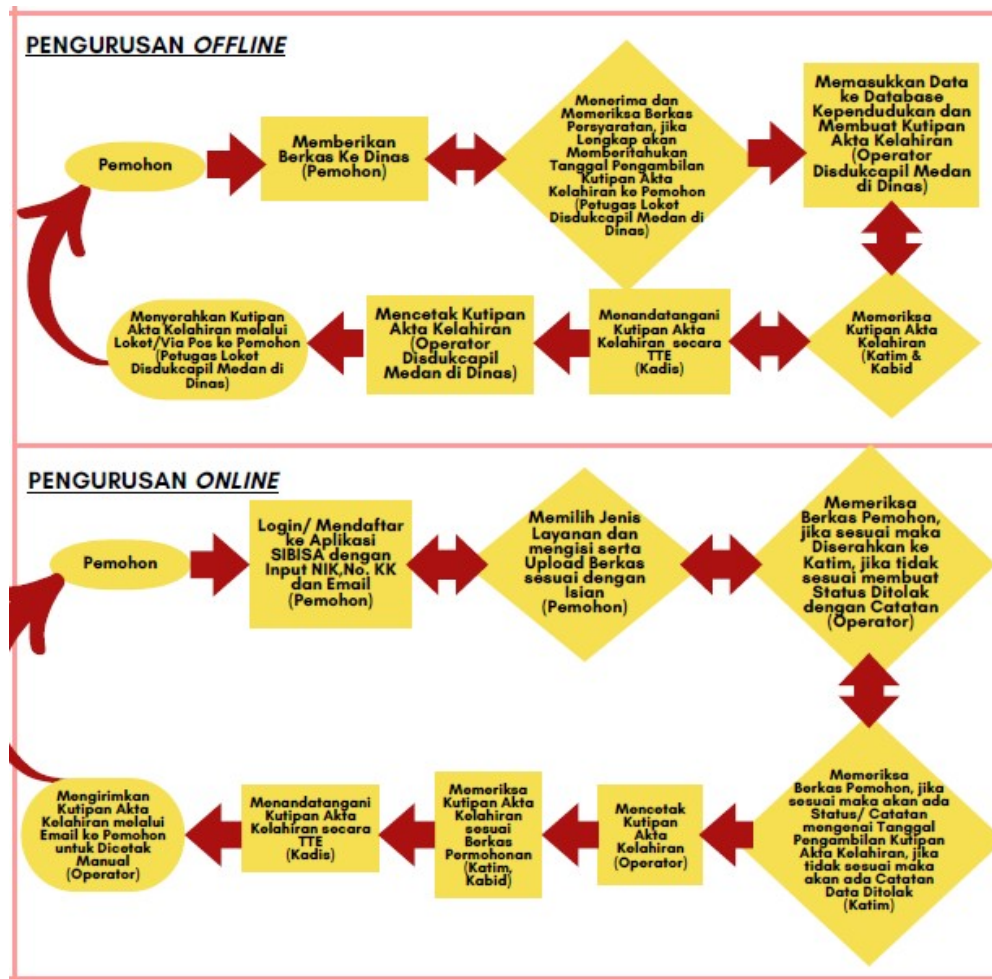 PENGURUSAN OFFLINE
Pemohon
Memberikan
Berkas Ke Dinas
(Pemohon)
Menerima dan
Memeriksa Berkas
Persyaratan, jika
Lengkap akan
Memberitahukan
Tanggal Pengambilan
Kutipan Akta
Kelahiran ke Pemohon
(Petugas Loket
Disdukcapil Medan di
Dinas)
Memasukkan Data
ke Database
Kependudukan dan
Membuat Kutipan
Akta Kelahiran
(Operator
Disdukcapil Medan
di Dinas)
Memeriksa
Kutipan Akta
Kelahiran
(Katim &
Kabid
Menandatangani
Kutipan Akta
Kelahiran secara
TTE
(Kadis)
Mencetak Kutipan
Akta Kelahiran
(Operator
Disdukcapil
Medan di Dinas)
Menyerahkan Kutipan
Akta Kelahiran melalui
Loket/Via Pos ke Pemohon
(Petugas Loket
Disdukcapil Medan di
Dinas)
PENGURUSAN ONLINE
Pemohon
Login/ Mendaftar
ke Aplikasi
SIBISA dengan
Input NIK,No. KK
dan Email
(Pemohon)
Memilih Jenis
Layanan dan
mengisi serta
Upload Berkas
sesuai dengan
Isian
(Pemohon)
Memeriksa
Berkas Pemohon,
jika sesuai maka
Diserahkan ke
Katim, jika tidak
sesuai membuat
Status Ditolak
dengan Catatan
(Operator)
Memeriksa
Berkas Pemohon, jika
sesuai maka akan ada
Status/ Catatan
mengenai Tanggal
Pengambilan Kutipan
Akta Kelahiran, jika
tidak sesuai maka
akan ada Catatan
Data Ditolak
(Katim)
Mencetak
Kutipan
Akta
Kelahiran
(Operator)
Memeriksa
Kutipan Akta
Kelahiran
sesuai
Berkas
Permohonan
(Katim,
Kabid)
Menandatangani
Kutipan Akta
Kelahiran secara
TTE
(Kadis)
Mengirimkan
Kutipan Akta
Kelahiran melalui
Email ke Pemohon
untuk Dicetak
Manual
(Operator)